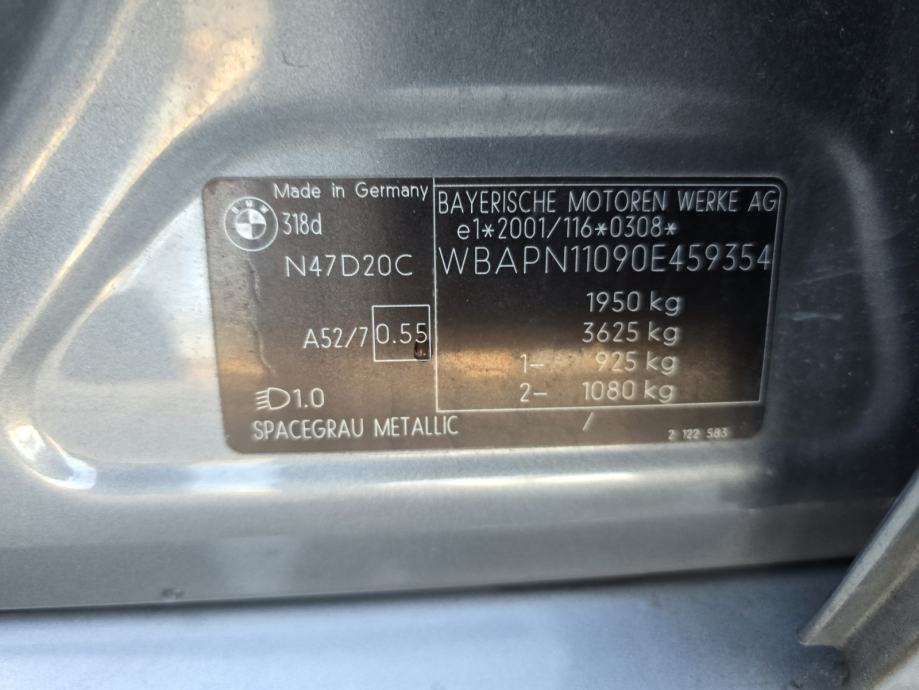 Made in Germany
BMW
318d
N47D20C
A52/7 0.55
1.0
SPACEGRAU METALLIC /
BAYERISCHE MOTOREN WERKE AG
e1*2001/116*0308*
WBAPN11090E459354
1950 kg
3625 kg
1- 925 kg
2- 1080 kg
2 122 583